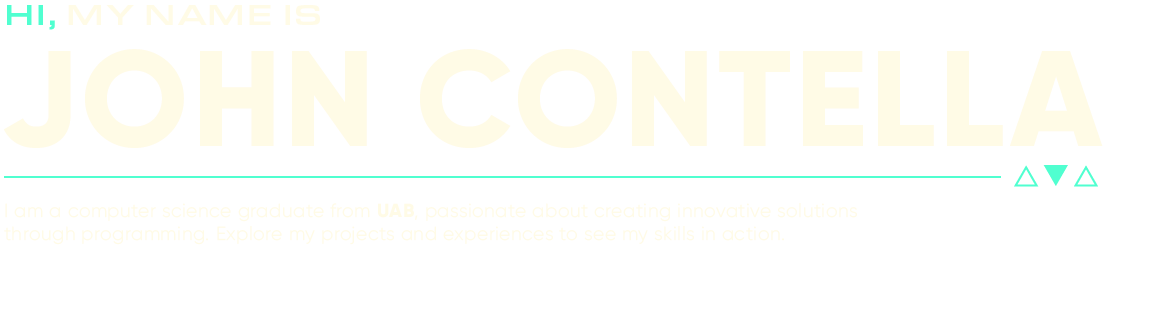 HI, MY NAME IS
JOHN CONTELLA
I am a computer science graduate from UAB, passionate about creating innovative solutions
through programming. Explore my projects and experiences to see my skills in action.